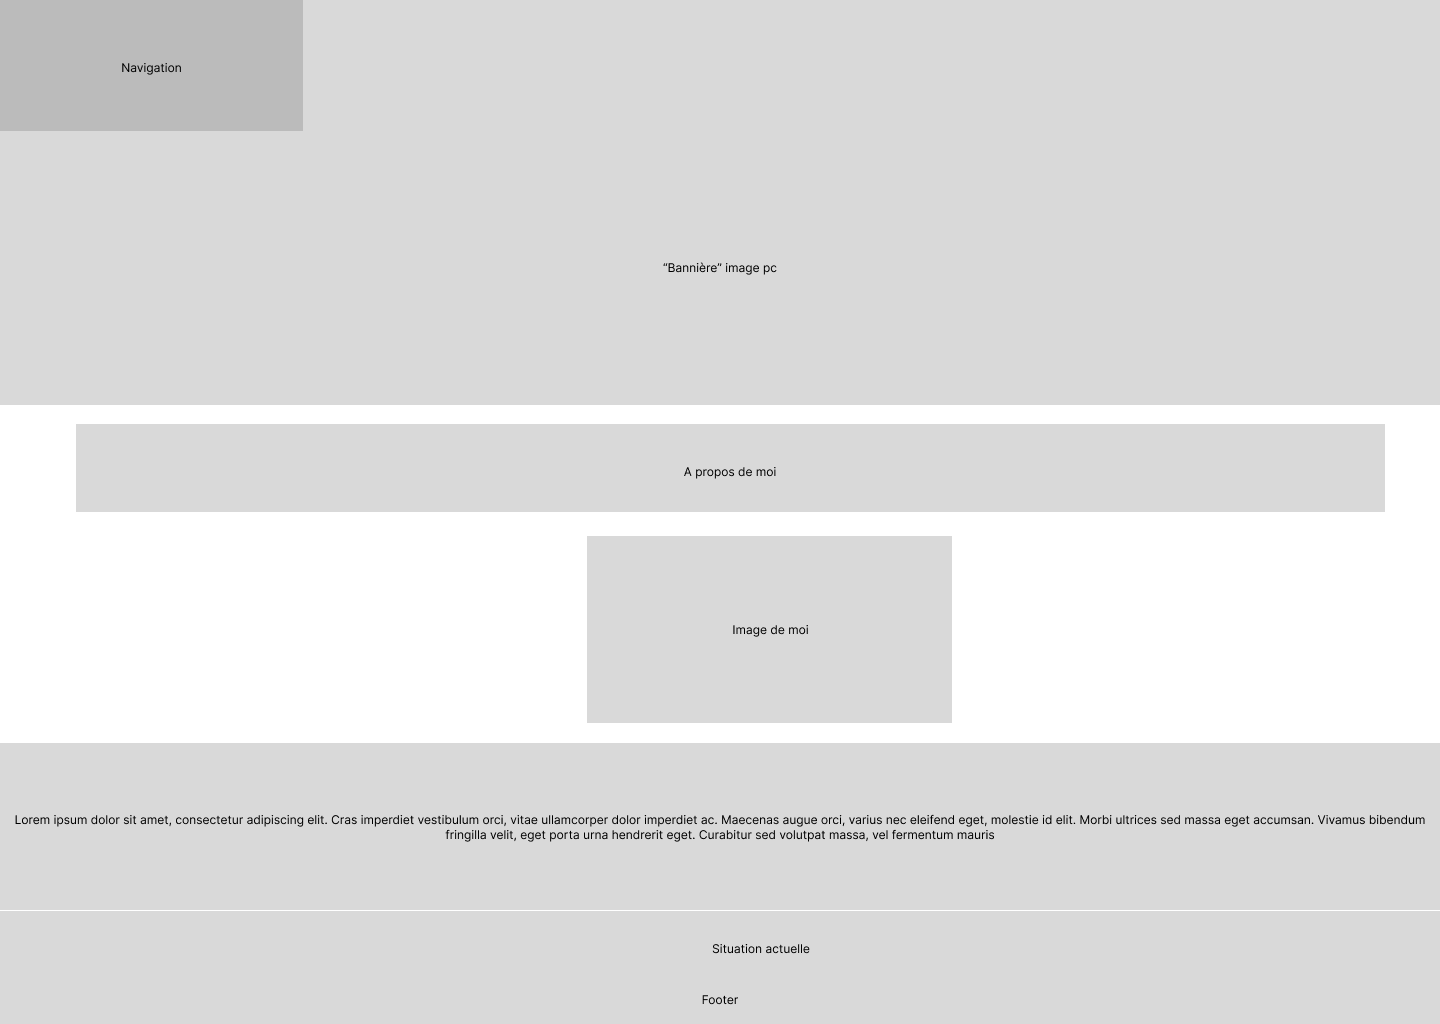 Navigation
“Bannière” image pc
A propos de moi
Image de moi
Lorem ipsum dolor sit amet, consectetur adipiscing elit. Cras imperdiet vestibulum orci, vitae ullamcorper dolor imperdiet ac. Maecenas augue orci, varius nec eleifend eget, molestie id elit. Morbi ultrices sed massa eget accumsan. Vivamus bibendum
fringilla velit, eget porta urna hendrerit eget. Curabitur sed volutpat massa, vel fermentum mauris
Situation actuelle
Footer